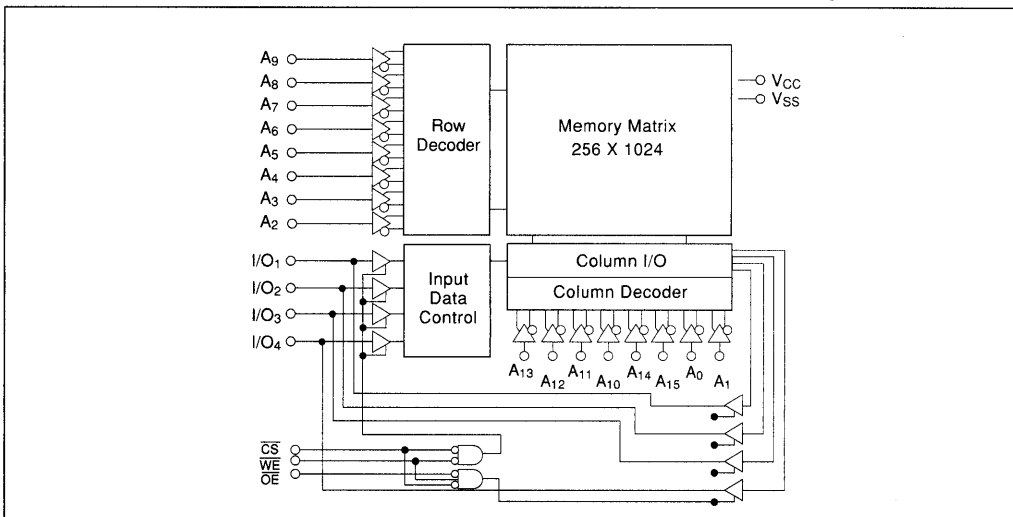 A9
A8
A7
A6
A5
A4
A3
A2
Row
Decoder
Memory Matrix
256 X 1024
VCC
VSS
I/O1
I/O2
I/O3
I/O4
Input
Data
Control
Column I/O
Column Decoder
A13
A12
A11
A10
A14
A15
A0
A1
CS
WE
OE